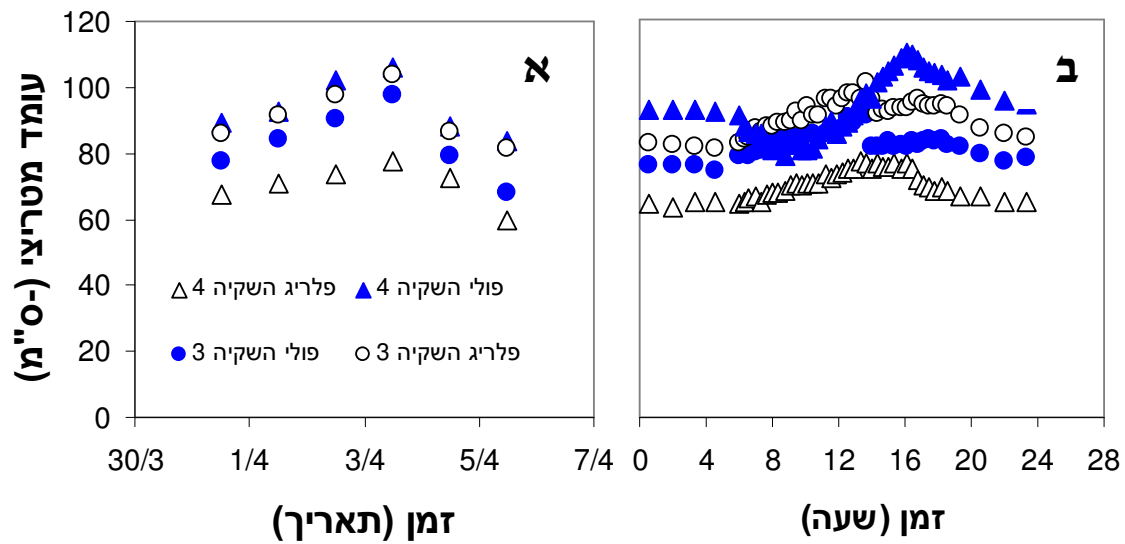 עומד מטריצי (-ס"מ)
120
100
80
60
40
20
0
א
פלריג השקיה 4
פולי השקיה 4
פולי השקיה 3
פלריג השקיה 3
30/3 1/4 3/4 5/4 7/4
זמן (תאריך)
ב
0 4 8 12 16 20 24 28
זמן (שעה)